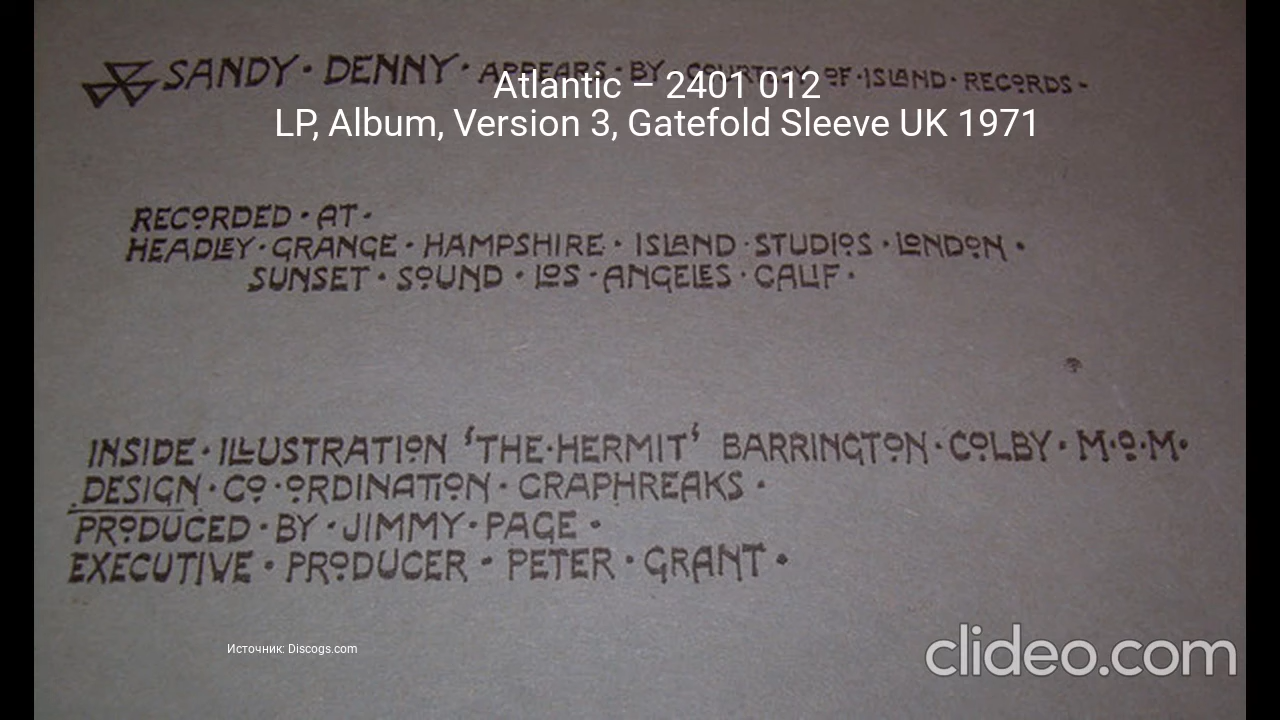 SANDY · DENNY · APPEARS · BY · COURTESY · OF · ISLAND · RECORDS -
Atlantic – 2401 012
LP, Album, Version 3, Gatefold Sleeve UK 1971
RECORDED · AT ·
HEADLEY · GRANGE · HAMPSHIRE · ISLAND · STUDIOS · LONDON ·
SUNSET · SOUND · LOS · ANGELES · CALIF ·
INSIDE · ILLUSTRATION 'THE · HERMIT' BARRINGTON · COLBY · M·O·M·
DESIGN · CO · ORDINATION · GRAPHREAKS ·
PRODUCED · BY · JIMMY · PAGE ·
EXECUTIVE · PRODUCER · PETER · GRANT ·
Источник: Discogs.com
clideo.com